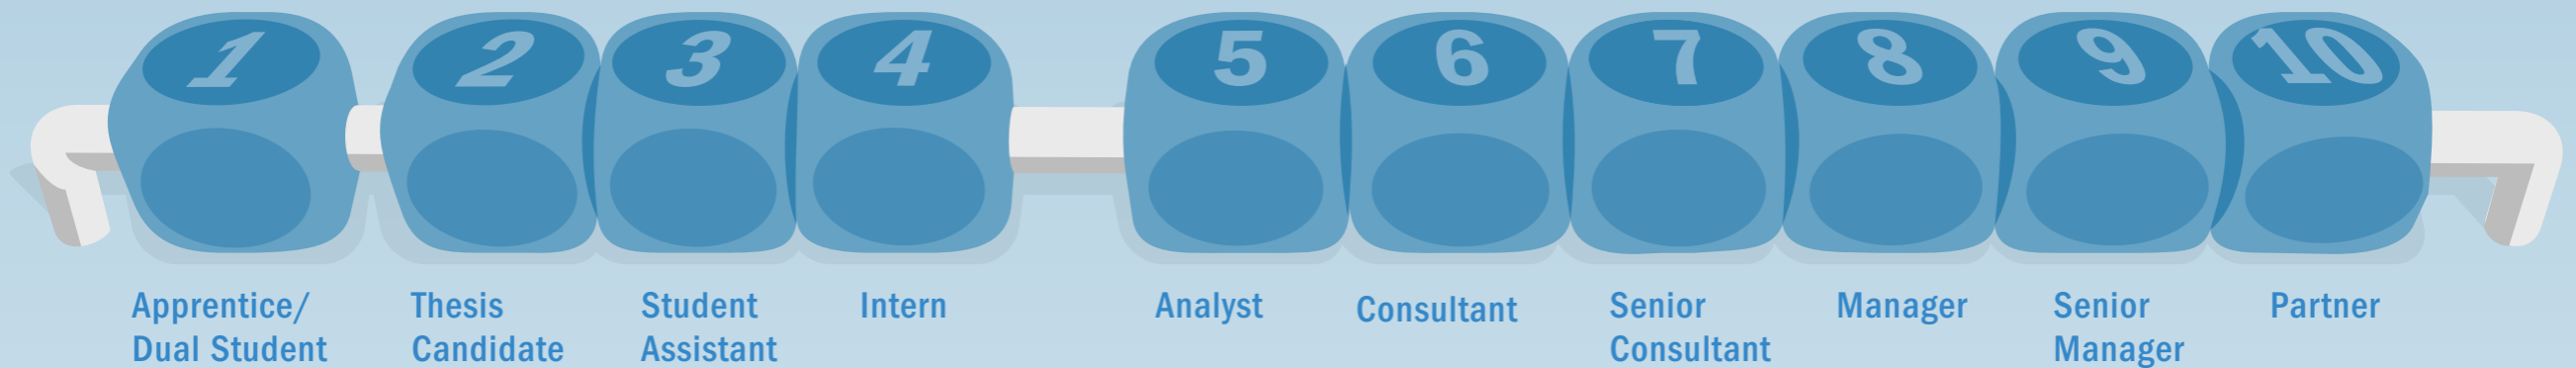 1 2 3 4 5 6 7 8 9 10
Apprentice/
Dual Student
Thesis
Candidate
Student
Assistant
Intern
Analyst
Consultant
Senior
Consultant
Manager
Senior
Manager
Partner